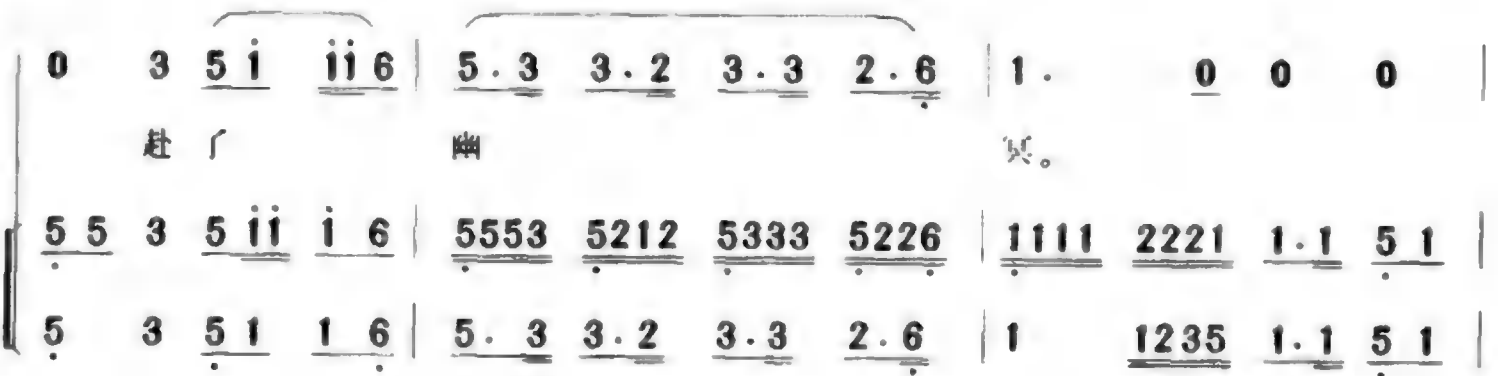 0 3 5 i ii 6 | 5 . 3 3 . 2 3 . 3 2 . 6 | 1 . 0 0 0 |
赴 了 幽 冥。
5 5 3 5 ii i 6 | 5553 5212 5333 5226 | 1111 2221 1 . 1 5 1 |
5 3 5 1 1 6 | 5 . 3 3 . 2 3 . 3 2 . 6 | 1 1235 1 . 1 5 1 |